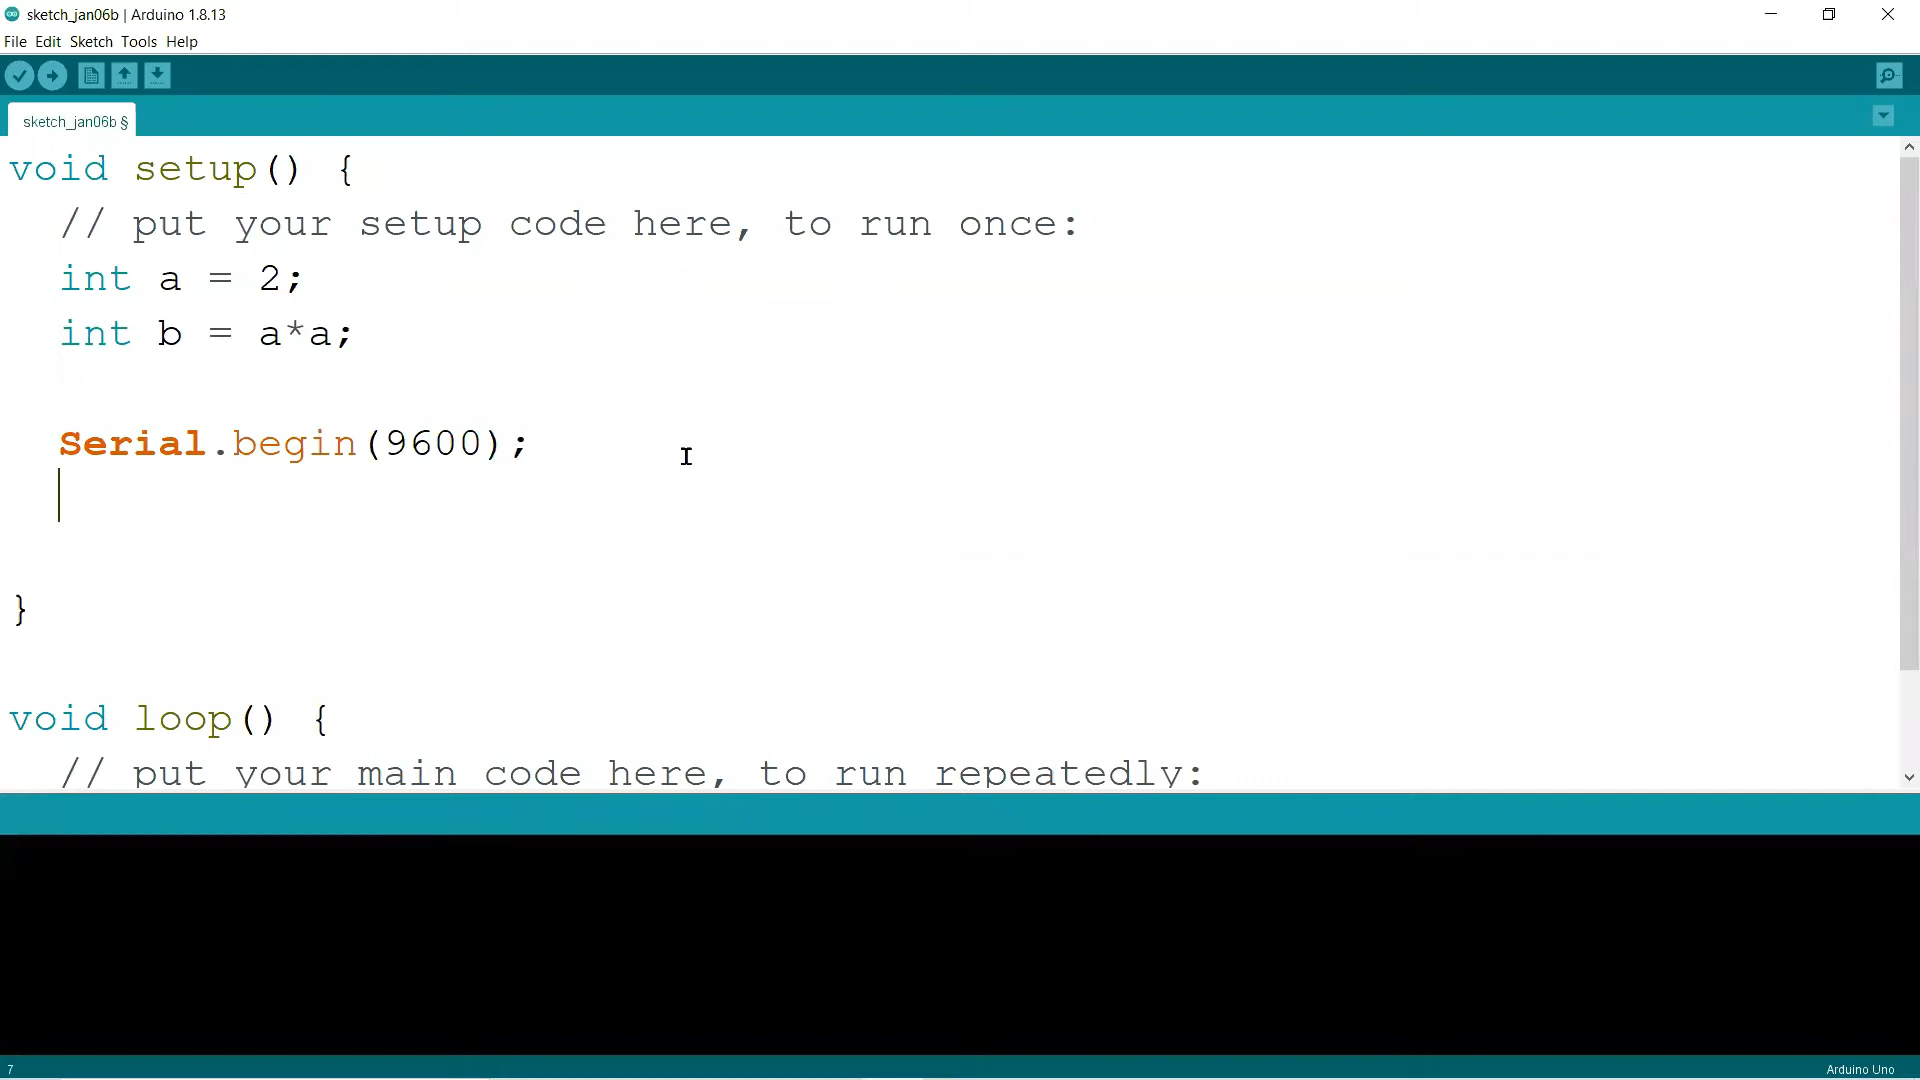 sketch_jan06b | Arduino 1.8.13
File Edit Sketch Tools Help
sketch_jan06b §
void setup() {
// put your setup code here, to run once:
int a = 2;
int b = a*a;
Serial.begin(9600);
}
void loop() {
// put your main code here, to run repeatedly:
7
Arduino Uno